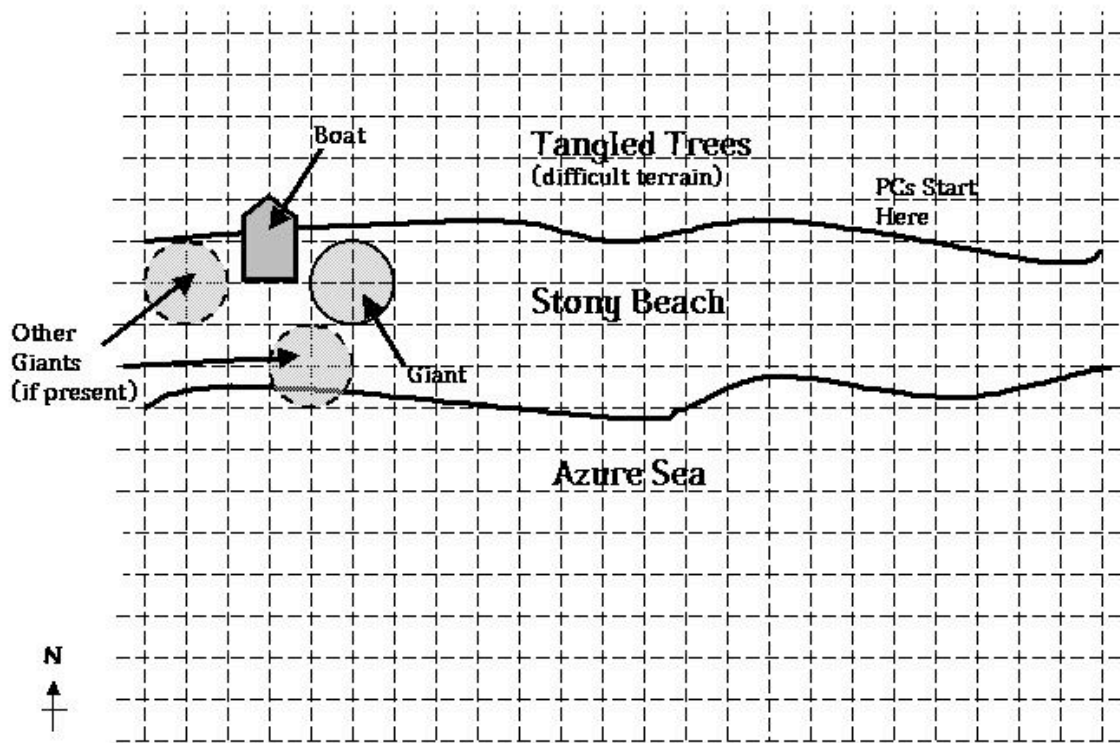 Boat
Tangled Trees
(difficult terrain)
PCs Start
Here
Stony Beach
Other
Giants
(if present)
Giant
Azure Sea
N